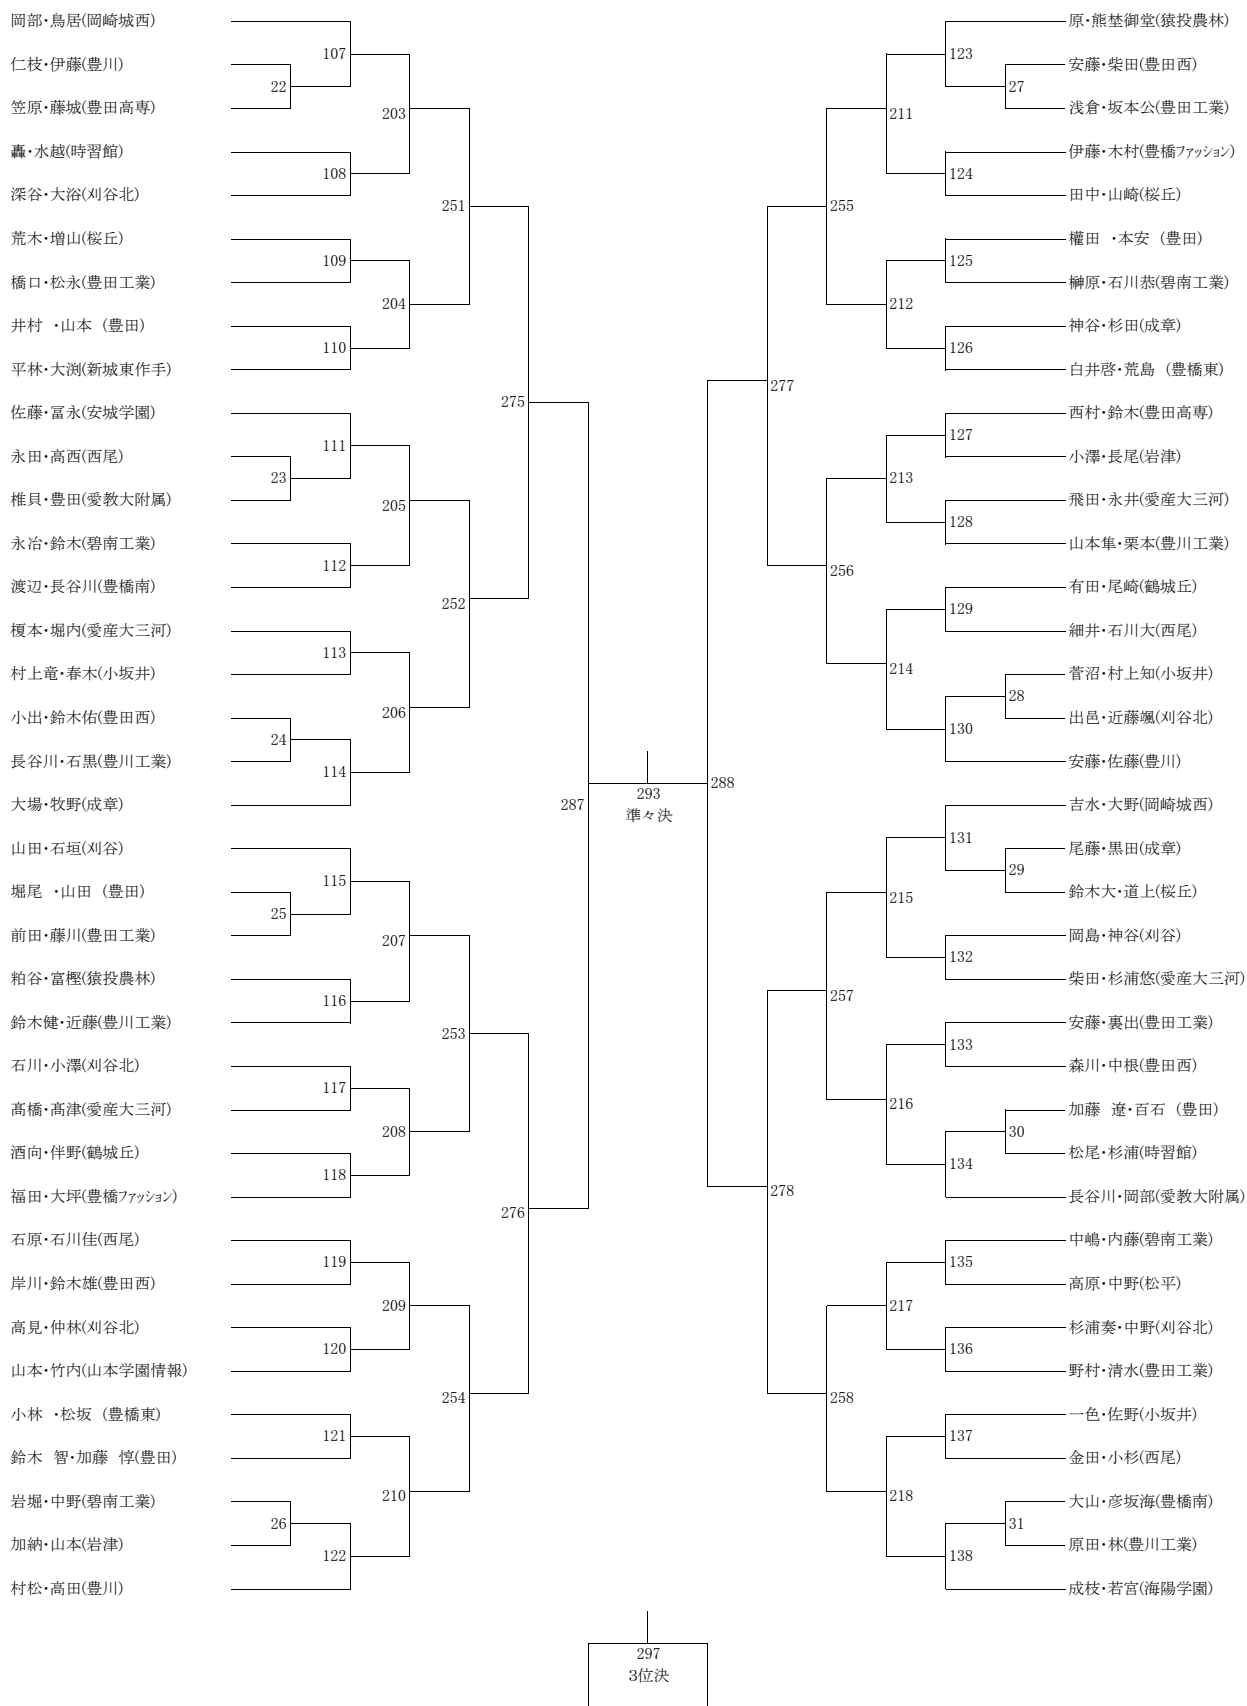 岡部・鳥居(岡崎城西)
107
仁枝・伊藤(豊川)
22
笠原・藤城(豊田高専)
203
轟・水越(時習館)
108
深谷・大浴(刈谷北)
251
荒木・増山(桜丘)
109
橋口・松永(豊田工業)
204
井村 ・山本 (豊田)
110
平林・大渕(新城東作手)
275
佐藤・冨永(安城学園)
111
永田・高西(西尾)
23
椎貝・豊田(愛教大附属)
205
永冶・鈴木(碧南工業)
112
渡辺・長谷川(豊橋南)
252
榎本・堀内(愛産大三河)
113
村上竜・春木(小坂井)
206
小出・鈴木佑(豊田西)
24
長谷川・石黒(豊川工業)
114
大場・牧野(成章)
287
山田・石垣(刈谷)
115
堀尾 ・山田 (豊田)
25
前田・藤川(豊田工業)
207
粕谷・富樫(猿投農林)
116
鈴木健・近藤(豊川工業)
253
石川・小澤(刈谷北)
117
髙橋・髙津(愛産大三河)
208
酒向・伴野(鶴城丘)
118
福田・大坪(豊橋ファッション)
276
石原・石川佳(西尾)
119
岸川・鈴木雄(豊田西)
209
高見・仲林(刈谷北)
120
山本・竹内(山本学園情報)
254
小林 ・松坂 (豊橋東)
121
鈴木 智・加藤 惇(豊田)
210
岩堀・中野(碧南工業)
26
加納・山本(岩津)
122
村松・高田(豊川)
293
準々決
原・熊埜御堂(猿投農林)
123
安藤・柴田(豊田西)
27
浅倉・坂本公(豊田工業)
211
伊藤・木村(豊橋ファッション)
124
田中・山崎(桜丘)
255
權田 ・本安 (豊田)
125
榊原・石川恭(碧南工業)
212
神谷・杉田(成章)
126
白井啓・荒島 (豊橋東)
277
西村・鈴木(豊田高専)
127
小澤・長尾(岩津)
213
飛田・永井(愛産大三河)
128
山本隼・栗本(豊川工業)
256
有田・尾崎(鶴城丘)
129
細井・石川大(西尾)
214
菅沼・村上知(小坂井)
28
出邑・近藤颯(刈谷北)
130
安藤・佐藤(豊川)
288
吉水・大野(岡崎城西)
131
尾藤・黒田(成章)
29
鈴木大・道上(桜丘)
215
岡島・神谷(刈谷)
132
柴田・杉浦悠(愛産大三河)
257
安藤・裏出(豊田工業)
133
森川・中根(豊田西)
216
加藤 遼・百石 (豊田)
30
松尾・杉浦(時習館)
134
長谷川・岡部(愛教大附属)
278
中嶋・内藤(碧南工業)
135
高原・中野(松平)
217
杉浦奏・中野(刈谷北)
136
野村・清水(豊田工業)
258
一色・佐野(小坂井)
137
金田・小杉(西尾)
218
大山・彦坂海(豊橋南)
31
原田・林(豊川工業)
138
成枝・若宮(海陽学園)
297
3位決